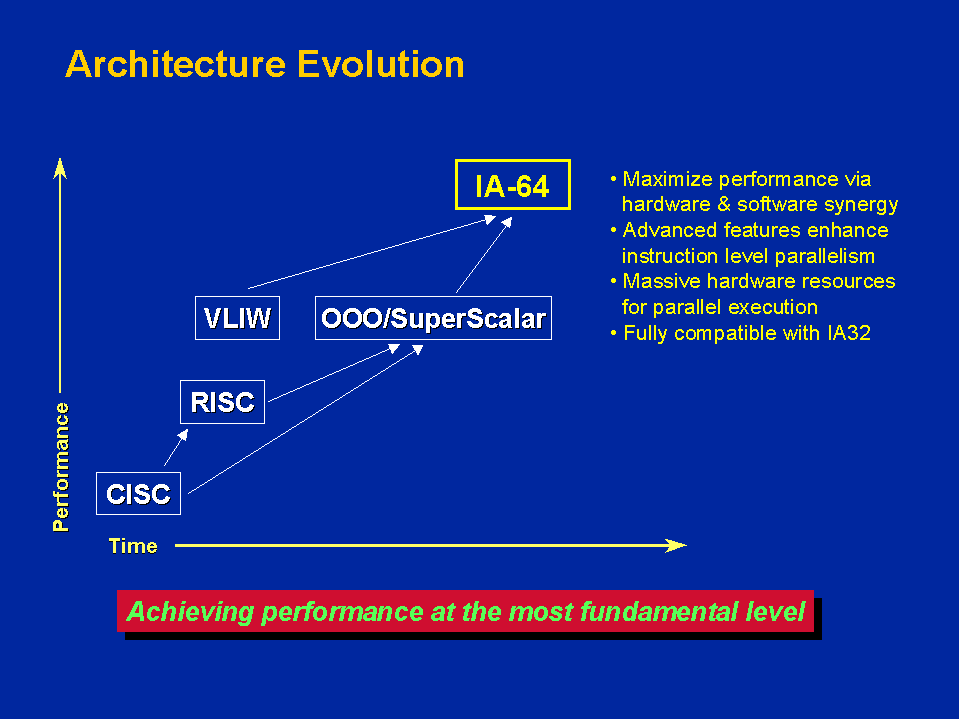 Architecture Evolution
IA-64
• Maximize performance via
hardware & software synergy
• Advanced features enhance
instruction level parallelism
• Massive hardware resources
for parallel execution
• Fully compatible with IA32
VLIW
OOO/SuperScalar
RISC
CISC
Performance
Time
Achieving performance at the most fundamental level